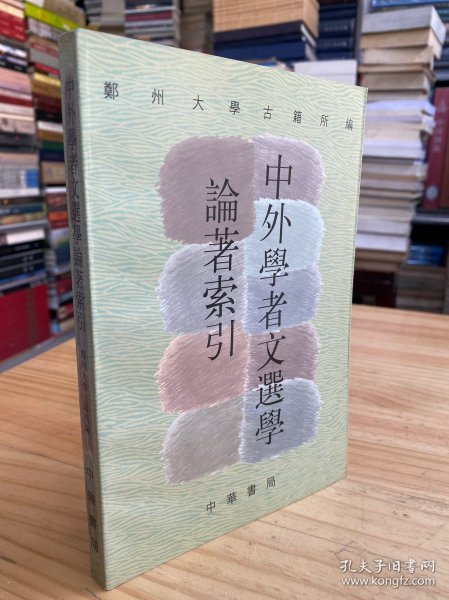 鄭州大學古籍所編
中外學者文選學
論著索引
中華書局
中外學者文選學論著索引
中華書局
孔夫子旧书网
www.kongfz.com